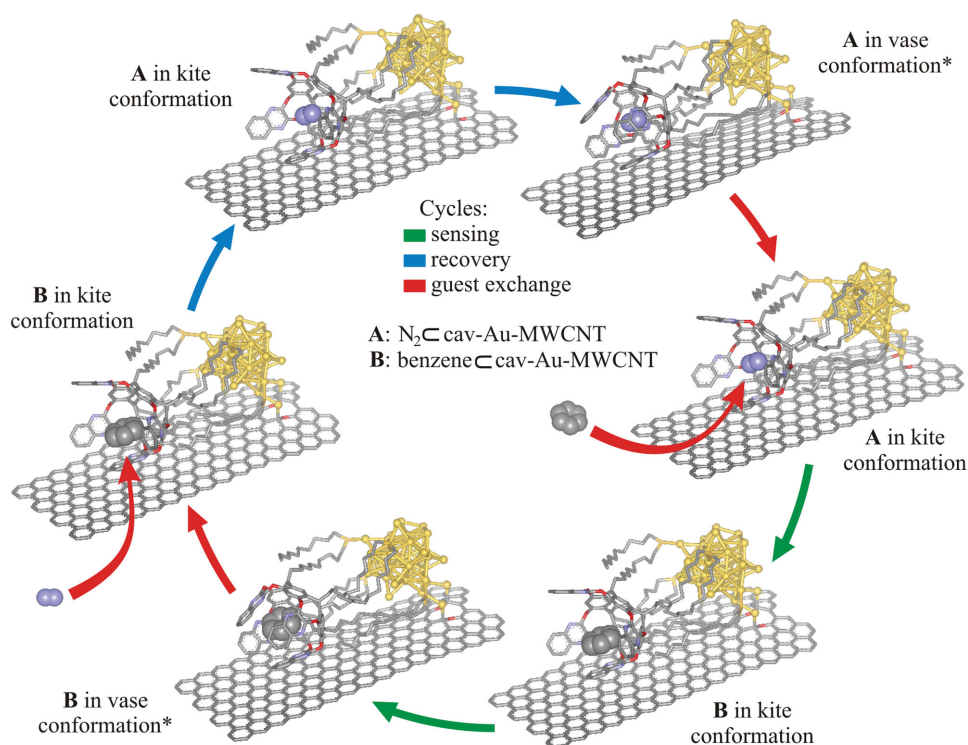 A in kite
conformation
A in vase
conformation*
Cycles:
sensing
recovery
guest exchange
B in kite
conformation
A: N₂⊂cav-Au-MWCNT
B: benzene⊂cav-Au-MWCNT
A in kite
conformation
B in vase
conformation*
B in kite
conformation